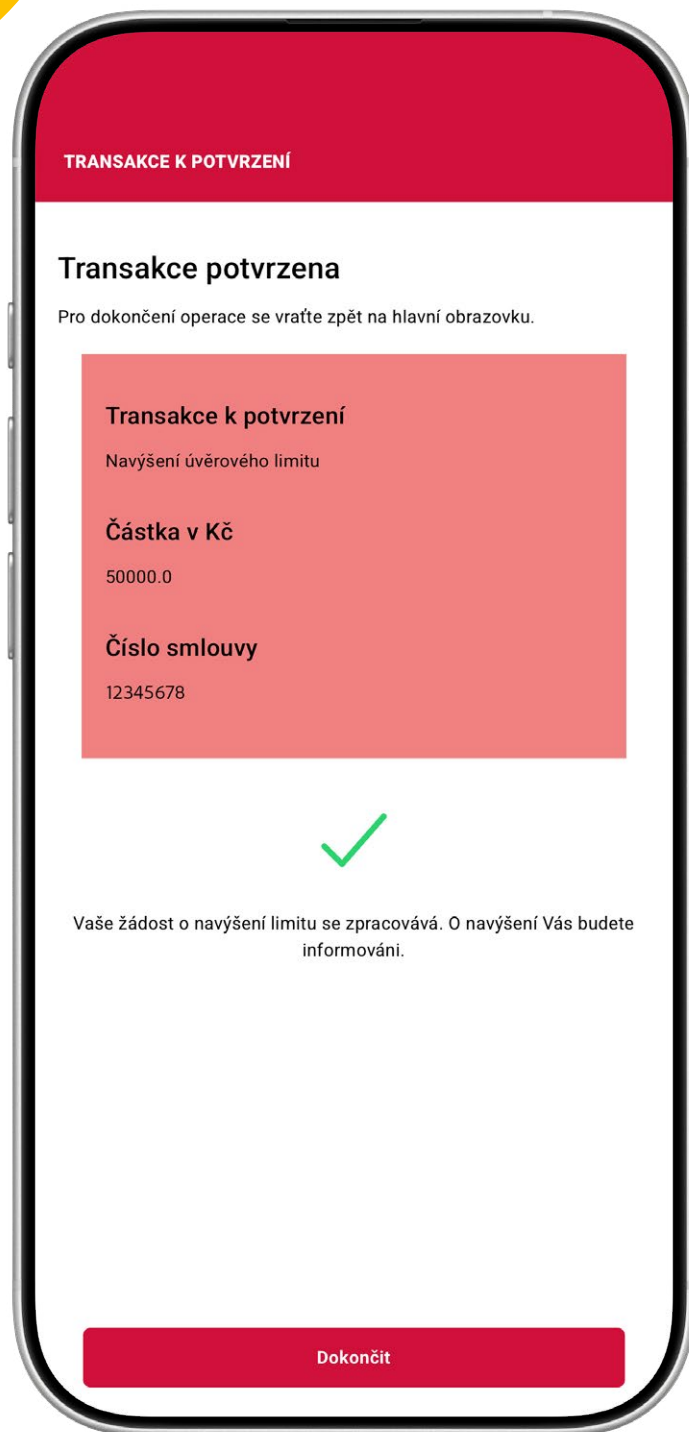 TRANSAKCE K POTVRZENÍ
Transakce potvrzena
Pro dokončení operace se vraťte zpět na hlavní obrazovku.
Transakce k potvrzení
Navýšení úvěrového limitu
Částka v Kč
50000.0
Číslo smlouvy
12345678
Vaše žádost o navýšení limitu se zpracovává. O navýšení Vás budete
informováni.
Dokončit